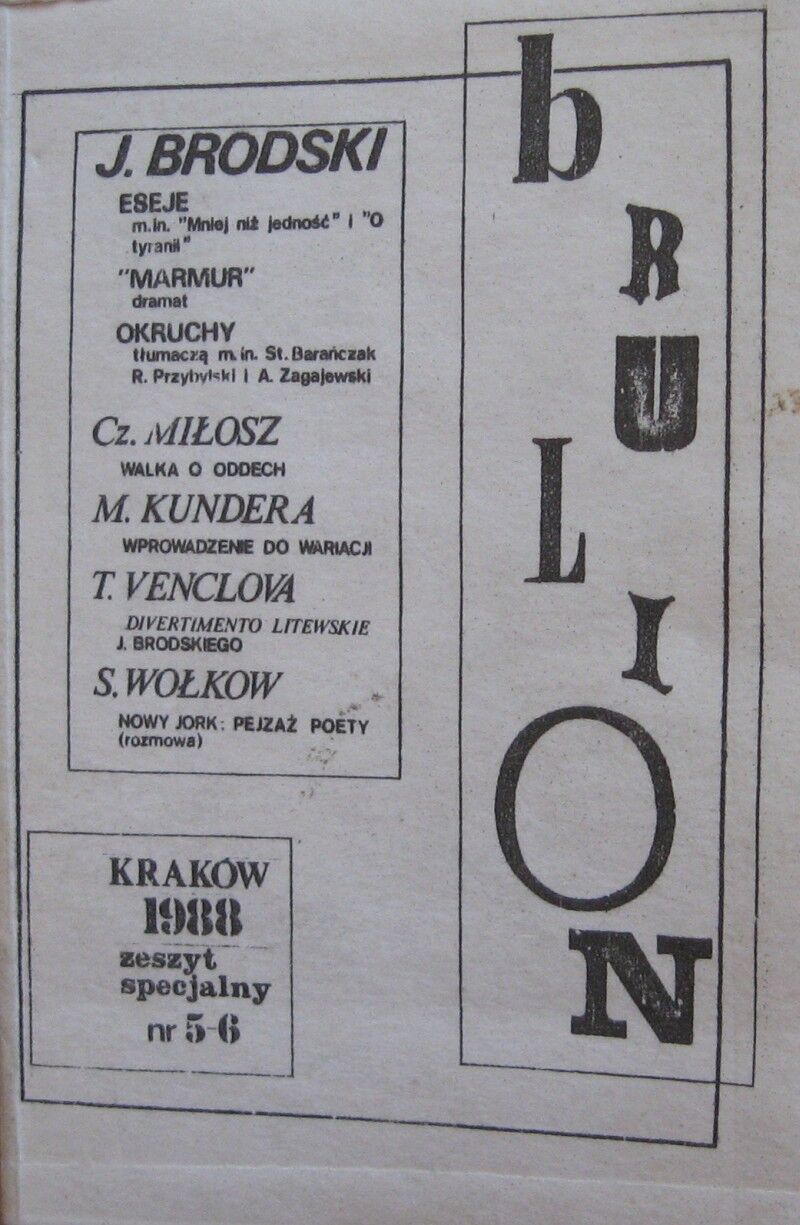 J. BRODSKI
ESEJE
m.in. "Mniej niż jedność" i "O
tyranii"
"MARMUR"
dramat
OKRUCHY
tłumaczą m.in. St. Barańczak
R. Przybylski i A. Zagajewski
Cz. MIŁOSZ
WALKA O ODDECH
M. KUNDERA
WPROWADZENIE DO WARIACJI
T. VENCLOVA
DIVERTIMENTO LITEWSKIE
J. BRODSKIEGO
S. WOŁKOW
NOWY JORK: PEJZAŻ POETY
(rozmowa)
KRAKÓW
1988
zeszyt
specjalny
nr 5-6
bRULION